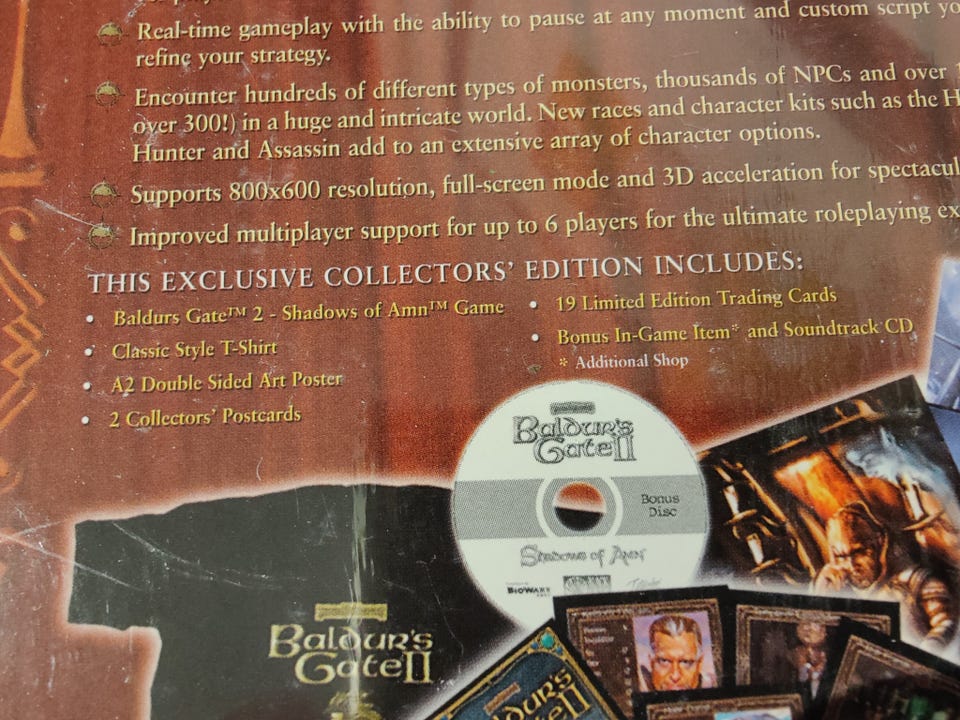 Real-time gameplay with the ability to pause at any moment and custom script
refine your strategy.
Encounter hundreds of different types of monsters, thousands of NPCs and over
over 300!) in a huge and intricate world. New races and character kits such as the
Hunter and Assassin add to an extensive array of character options.
Supports 800x600 resolution, full-screen mode and 3D acceleration for
Improved multiplayer support for up to 6 players for the ultimate roleplaying
THIS EXCLUSIVE COLLECTORS' EDITION INCLUDES:
• Baldurs Gate™ 2 - Shadows of Amn™ Game
• Classic Style T-Shirt
• A2 Double Sided Art Poster
• 2 Collectors' Postcards
• 19 Limited Edition Trading Cards
• Bonus In-Game Item* and Soundtrack CD
* Additional Shop
Baldur's
Gate II
Bonus
Disc
Shadows of Amn
BioWare
Baldur's
Gate II
Baldur's
Gate II